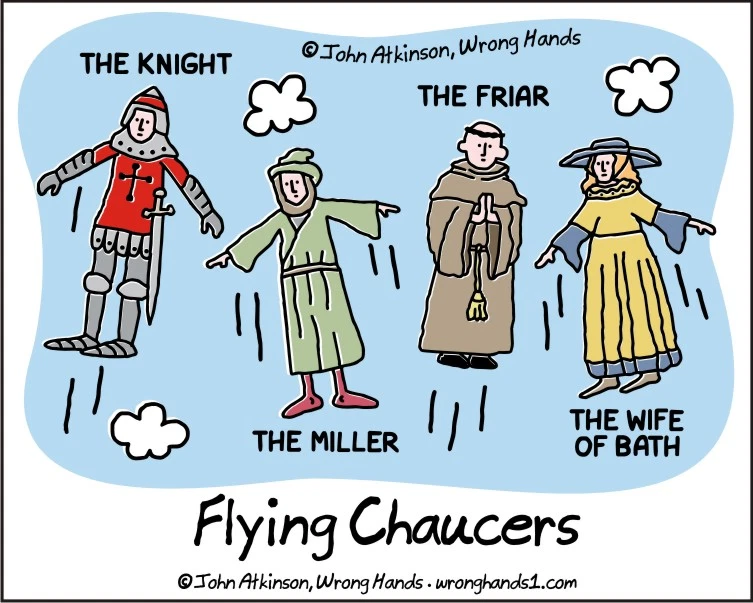 © John Atkinson, Wrong Hands
THE KNIGHT
THE FRIAR
THE MILLER
THE WIFE
OF BATH
Flying Chaucers
© John Atkinson, Wrong Hands · wronghands1.com